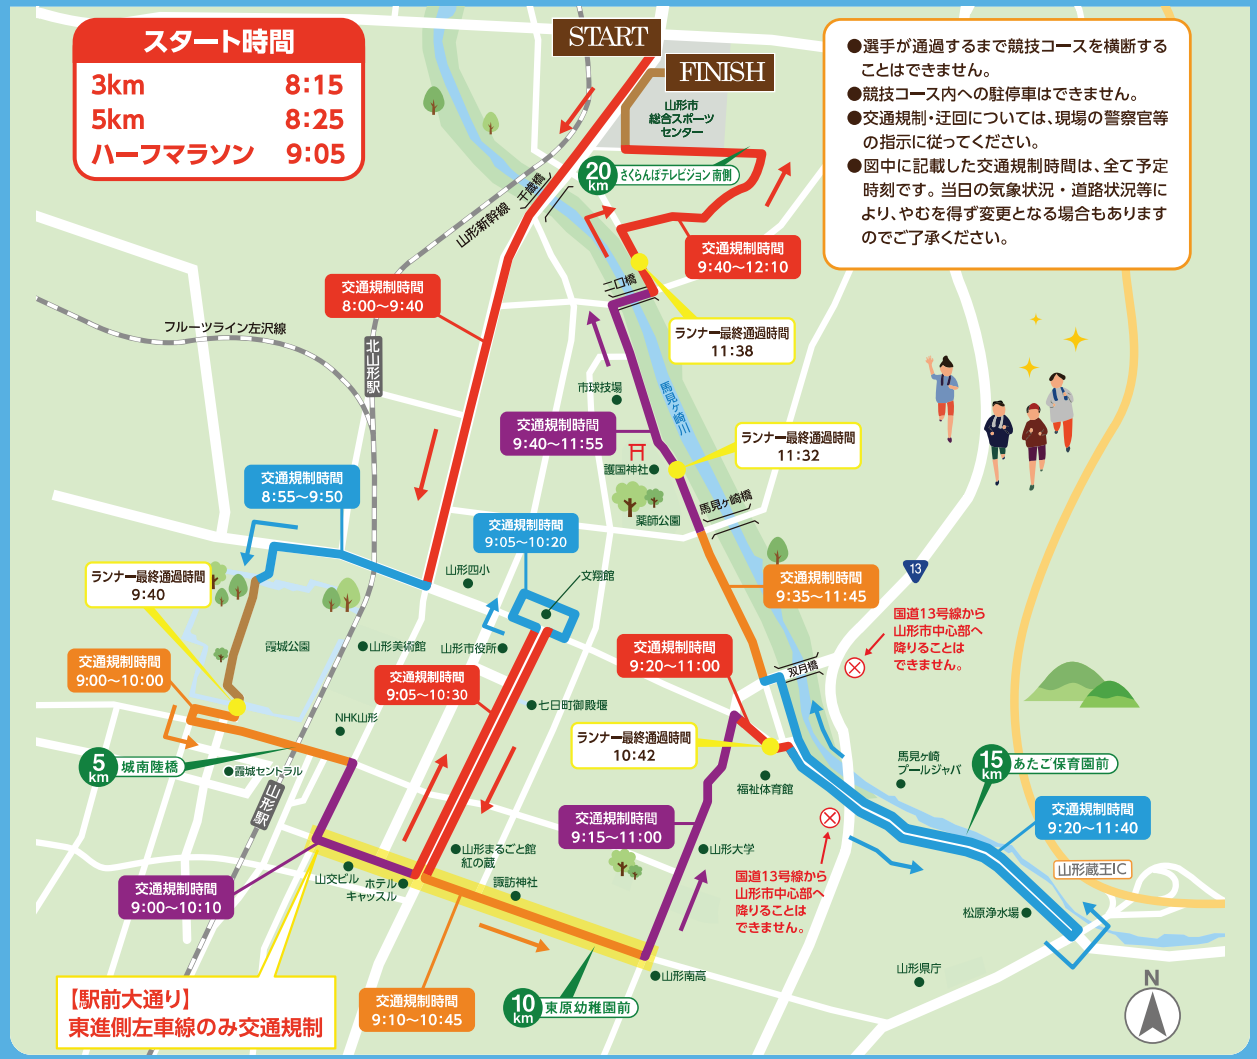 スタート時間
3km 8:15
5km 8:25
ハーフマラソン 9:05
START
FINISH
山形市
総合スポーツ
センター
●選手が通過するまで競技コースを横断する
ことはできません。
●競技コース内への駐停車はできません。
●交通規制・迂回については、現場の警察官等
の指示に従ってください。
●図中に記載した交通規制時間は、全て予定
時刻です。当日の気象状況・道路状況等に
より、やむを得ず変更となる場合もあります
のでご了承ください。
20
km
さくらんぼテレビジョン南側
千歳橋
山形新幹線
交通規制時間
9:40〜12:10
二口橋
交通規制時間
8:00〜9:40
フルーツライン左沢線
北山形駅
ランナー最終通過時間
11:38
市球技場
馬見ヶ崎川
交通規制時間
9:40〜11:55
ランナー最終通過時間
11:32
護国神社
薬師公園
馬見ヶ崎橋
交通規制時間
8:55〜9:50
交通規制時間
9:05〜10:20
山形四小
文翔館
ランナー最終通過時間
9:40
交通規制時間
9:35〜11:45
13
国道13号線から
山形市中心部へ
降りることは
できません。
霞城公園
山形美術館
山形市役所
交通規制時間
9:20〜11:00
双月橋
交通規制時間
9:00〜10:00
交通規制時間
9:05〜10:30
七日町御殿堰
NHK山形
ランナー最終通過時間
10:42
5
km
城南陸橋
霞城セントラル
山形駅
福祉体育館
馬見ヶ崎
プールジャバ
15
km
あたご保育園前
交通規制時間
9:15〜11:00
交通規制時間
9:20〜11:40
山形まるごと館
紅の蔵
山形大学
山交ビル
ホテル
キャッスル
諏訪神社
国道13号線から
山形市中心部へ
降りることは
できません。
山形蔵王IC
交通規制時間
9:00〜10:10
松原浄水場
山形南高
山形県庁
【駅前大通り】
東進側左車線のみ交通規制
交通規制時間
9:10〜10:45
10
km
東原幼稚園前
N